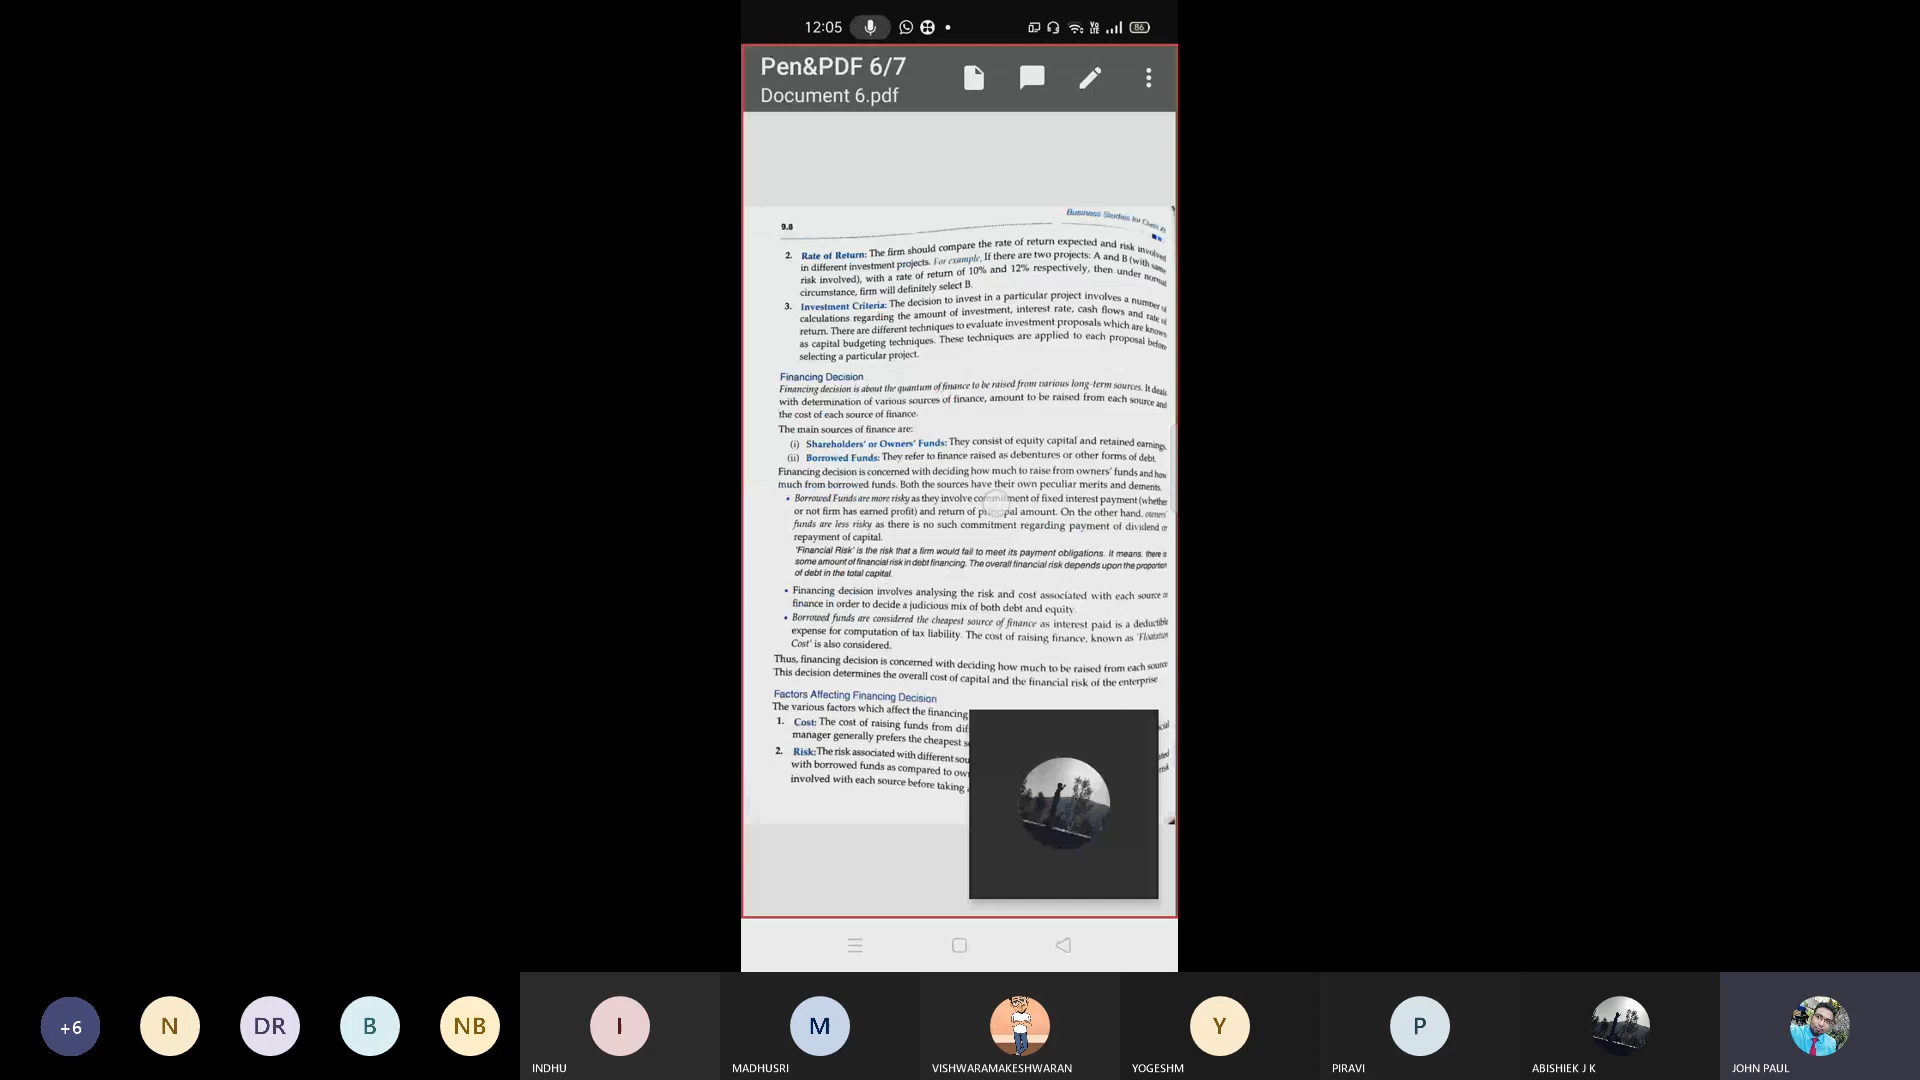 12:05
VO
LTE
86
Pen&PDF 6/7
Document 6.pdf
Business Studies for Class
9.8
2. Rate of Return: The firm should compare the rate of return expected and risk involved
in different investment projects. For example, If there are two projects: A and B (with same
risk involved), with a rate of return of 10% and 12% respectively, then under normal
circumstance, firm will definitely select B.
3. Investment Criteria: The decision to invest in a particular project involves a number of
calculations regarding the amount of investment, interest rate, cash flows and rate of
return. There are different techniques to evaluate investment proposals which are known
as capital budgeting techniques. These techniques are applied to each proposal before
selecting a particular project.
Financing Decision
Financing decision is about the quantum of finance to be raised from various long-term sources. It deals
with determination of various sources of finance, amount to be raised from each source and
the cost of each source of finance.
The main sources of finance are:
(i) Shareholders' or Owners' Funds: They consist of equity capital and retained earnings.
(ii) Borrowed Funds: They refer to finance raised as debentures or other forms of debt.
Financing decision is concerned with deciding how much to raise from owners' funds and how
much from borrowed funds. Both the sources have their own peculiar merits and demerits.
• Borrowed Funds are more risky as they involve commitment of fixed interest payment (whether
or not firm has earned profit) and return of principal amount. On the other hand, owners'
funds are less risky as there is no such commitment regarding payment of dividend or
repayment of capital.
'Financial Risk' is the risk that a firm would fail to meet its payment obligations. It means, there is
some amount of financial risk in debt financing. The overall financial risk depends upon the proportion
of debt in the total capital.
• Financing decision involves analysing the risk and cost associated with each source of
finance in order to decide a judicious mix of both debt and equity.
• Borrowed funds are considered the cheapest source of finance as interest paid is a deductible
expense for computation of tax liability. The cost of raising finance, known as 'Floatation
Cost' is also considered.
Thus, financing decision is concerned with deciding how much to be raised from each source
This decision determines the overall cost of capital and the financial risk of the enterprise
Factors Affecting Financing Decision
The various factors which affect the financing
1. Cost: The cost of raising funds from
manager generally prefers the cheapest
2. Risk: The risk associated with different
with borrowed funds as compared to
involved with each source before taking
risk
+6
N
DR
B
NB
I
INDHU
M
MADHUSRI
VISHWARAMAKESHWARAN
Y
YOGESHM
P
PIRAVI
ABISHIEK J K
JOHN PAUL